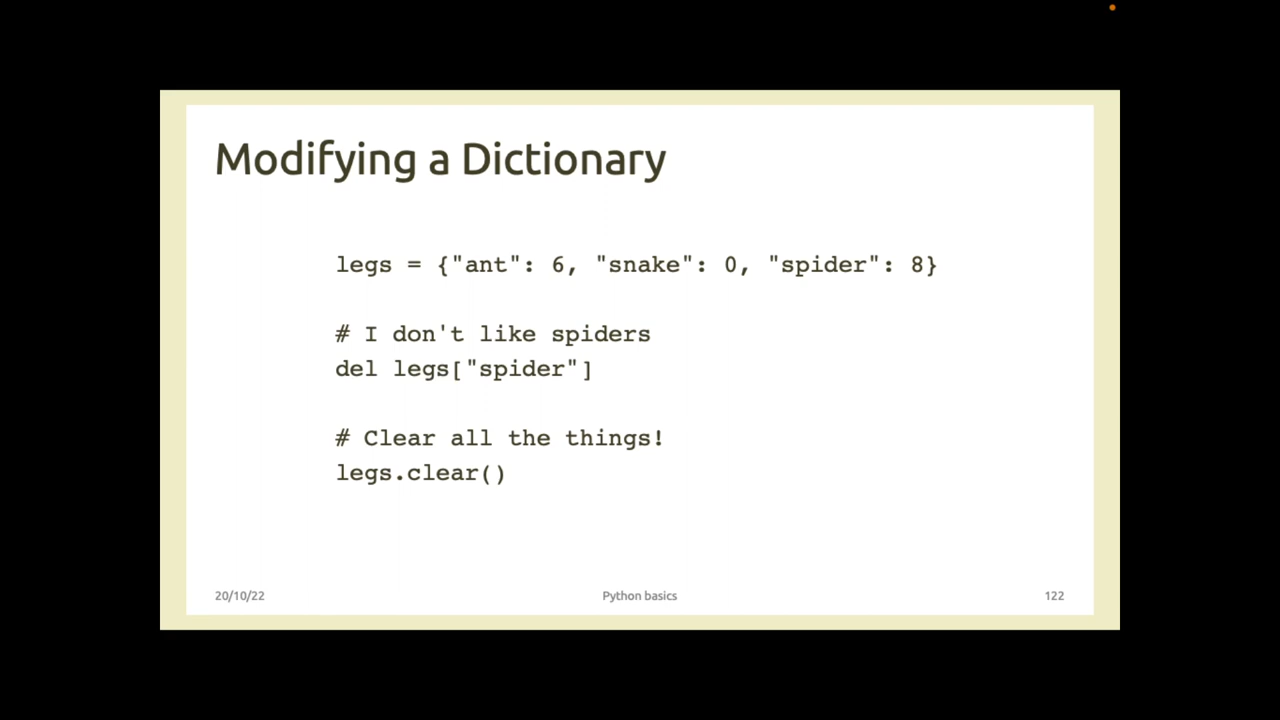 Modifying a Dictionary
legs = {"ant": 6, "snake": 0, "spider": 8}
# I don't like spiders
del legs["spider"]
# Clear all the things!
legs.clear()
20/10/22
Python basics
122